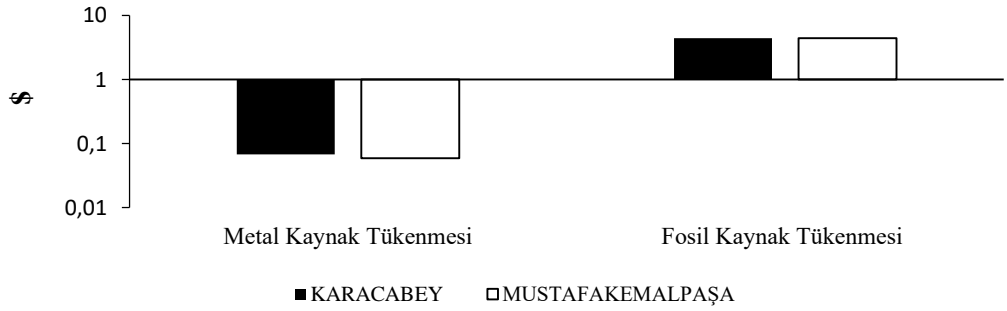 10
1
0,1
0,01
$
Metal Kaynak Tükenmesi
Fosil Kaynak Tükenmesi
KARACABEY
MUSTAFAKEMALPAŞA